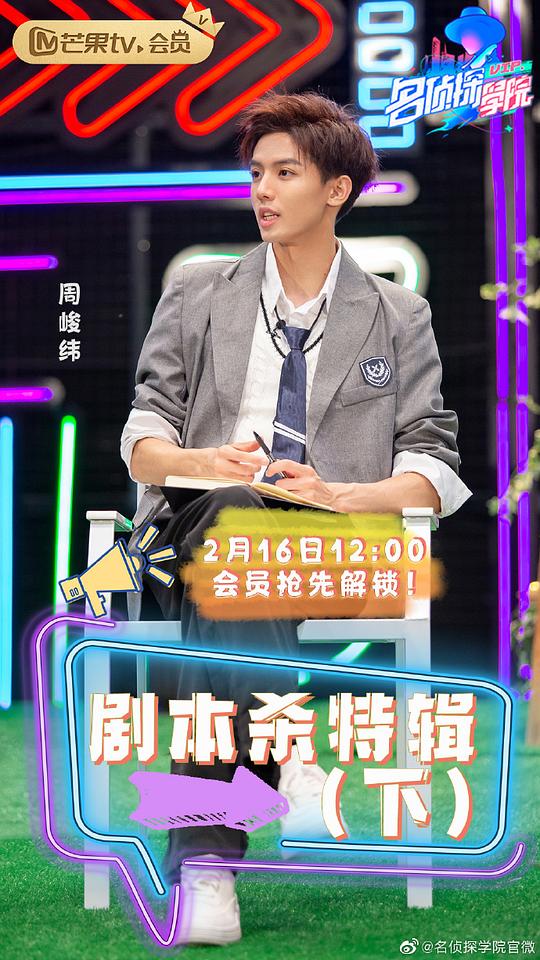 芒果tv 会员
V
名侦探
VIP
学院
周峻纬
2月16日12:00
会员抢先解锁！
剧本杀特辑
（下）
@名侦探学院官微